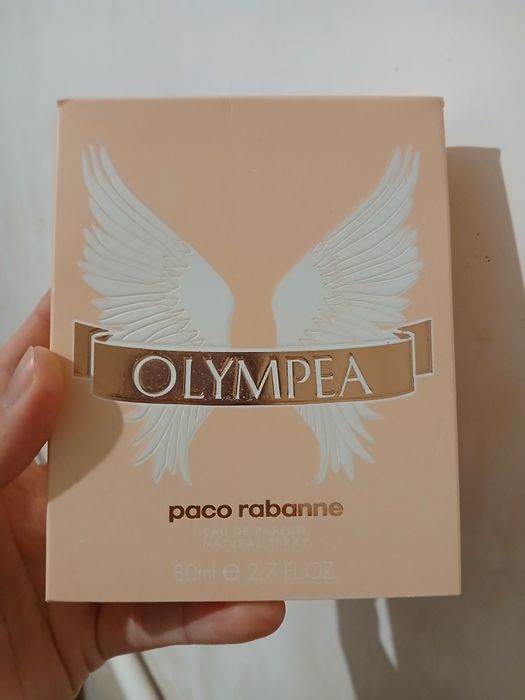 OLYMPEA
paco rabanne
EAU DE PARFUM
NATURAL SPRAY
80ml e 2.7 FL.OZ.